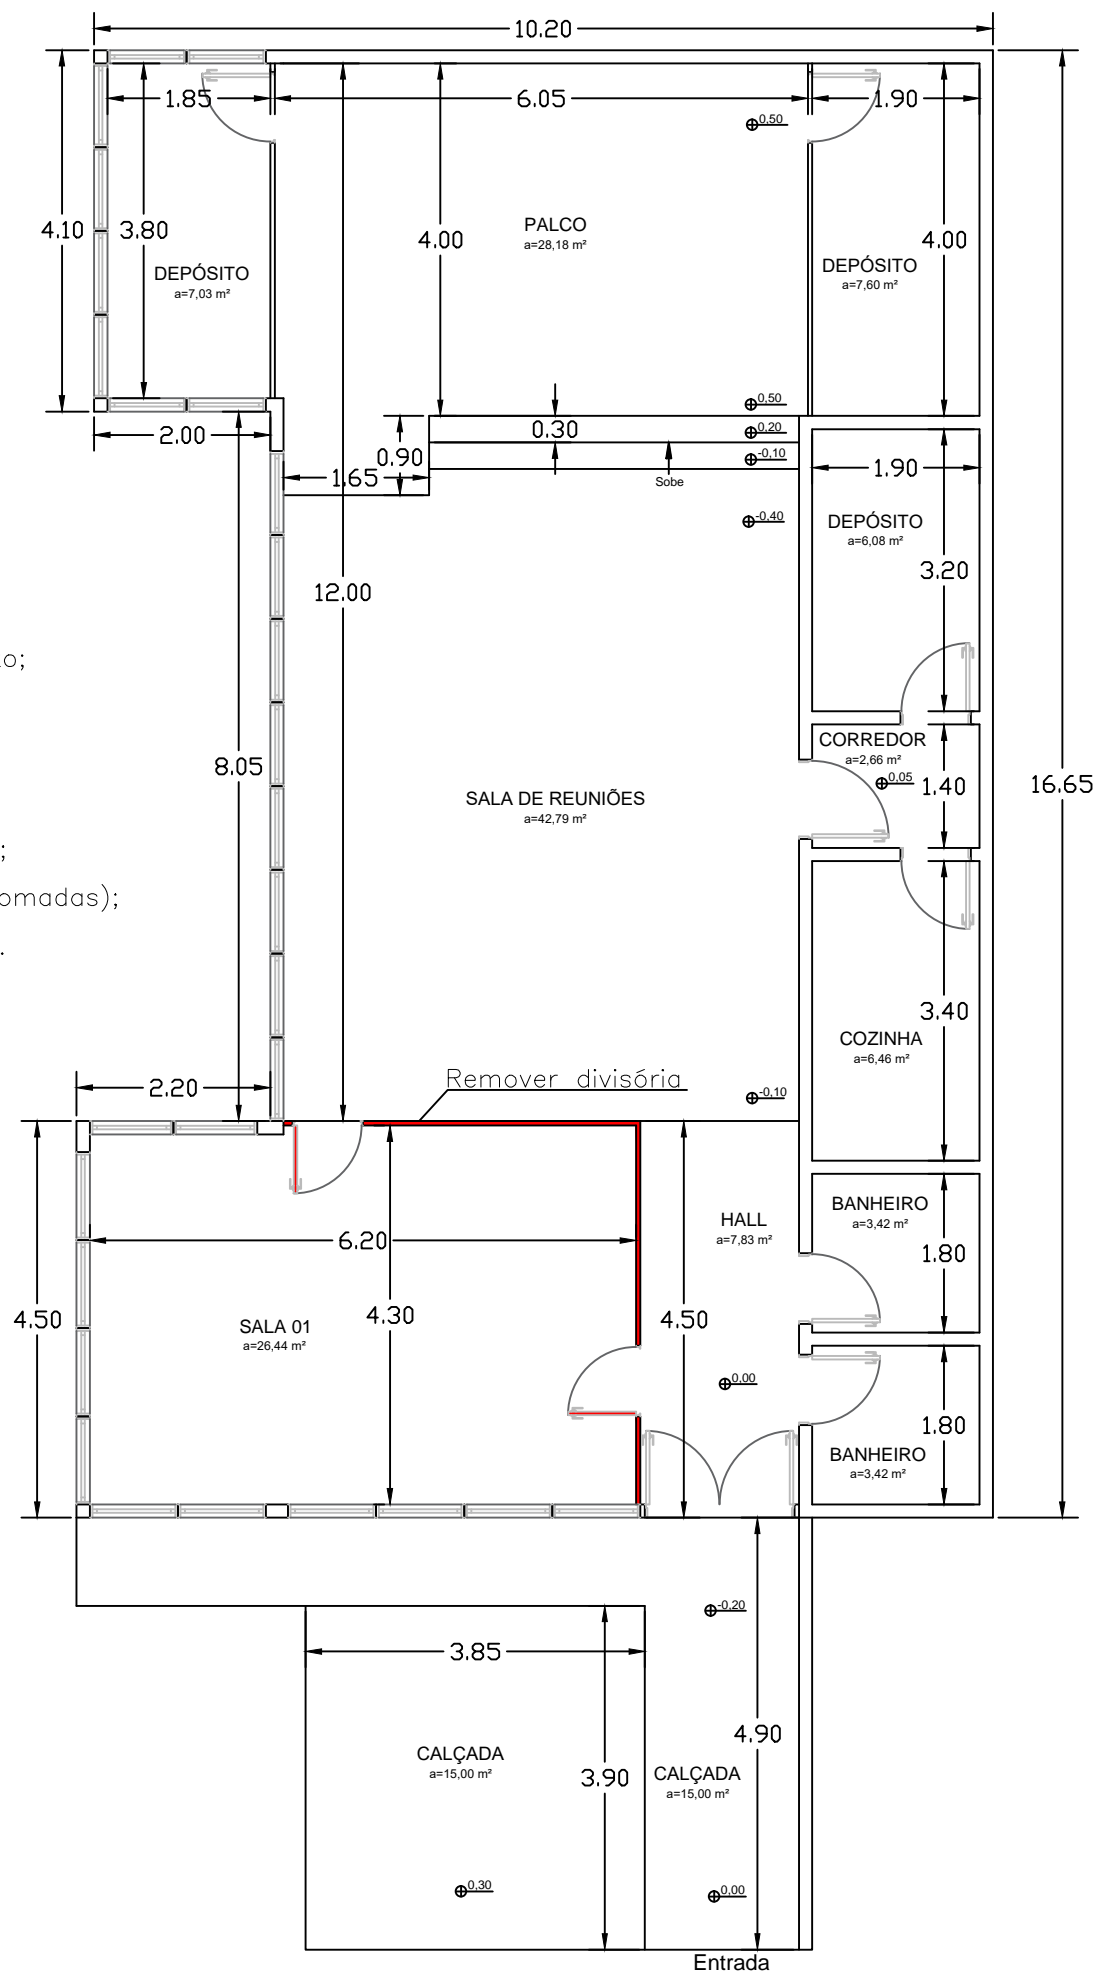 10.20
1.85
6.05
1.90
0,50
4.10
3.80
4.00
PALCO
a=28,18 m²
4.00
DEPÓSITO
a=7,03 m²
DEPÓSITO
a=7,60 m²
0,50
2.00
0.30
0,20
0.90
-0,10
1.65
Sobe
1.90
-0,40
DEPÓSITO
a=6,08 m²
3.20
12.00
o;
CORREDOR
a=2,66 m²
0,05
1.40
8.05
16.65
SALA DE REUNIÕES
a=42,79 m²
;
omadas);
.
3.40
COZINHA
a=6,46 m²
Remover divisória
2.20
-0,10
BANHEIRO
a=3,42 m²
HALL
a=7,83 m²
6.20
1.80
4.50
4.30
4.50
SALA 01
a=26,44 m²
0,00
1.80
BANHEIRO
a=3,42 m²
-0,20
3.85
4.90
CALÇADA
a=15,00 m²
3.90
CALÇADA
a=15,00 m²
0,30
0,00
Entrada